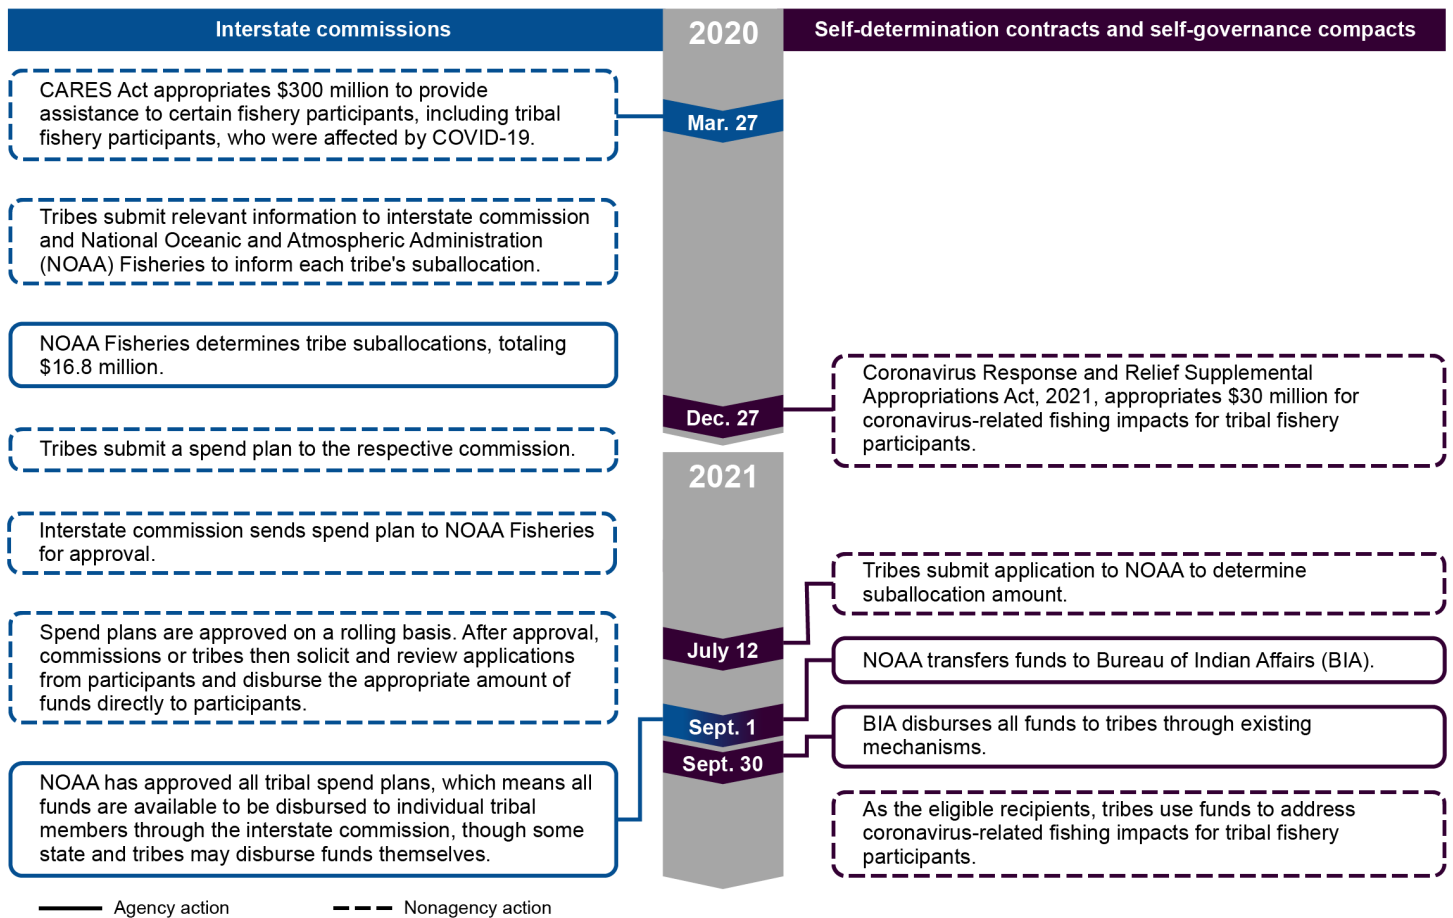 Interstate commissions
2020
Self-determination contracts and self-governance compacts
CARES Act appropriates $300 million to provide
assistance to certain fishery participants, including tribal
fishery participants, who were affected by COVID-19.
Mar. 27
Tribes submit relevant information to interstate commission
and National Oceanic and Atmospheric Administration
(NOAA) Fisheries to inform each tribe's suballocation.
NOAA Fisheries determines tribe suballocations, totaling
$16.8 million.
Dec. 27
Coronavirus Response and Relief Supplemental
Appropriations Act, 2021, appropriates $30 million for
coronavirus-related fishing impacts for tribal fishery
participants.
Tribes submit a spend plan to the respective commission.
2021
Interstate commission sends spend plan to NOAA Fisheries
for approval.
Tribes submit application to NOAA to determine
suballocation amount.
Spend plans are approved on a rolling basis. After approval,
commissions or tribes then solicit and review applications
from participants and disburse the appropriate amount of
funds directly to participants.
July 12
NOAA transfers funds to Bureau of Indian Affairs (BIA).
Sept. 1
BIA disburses all funds to tribes through existing
mechanisms.
Sept. 30
NOAA has approved all tribal spend plans, which means all
funds are available to be disbursed to individual tribal
members through the interstate commission, though some
state and tribes may disburse funds themselves.
As the eligible recipients, tribes use funds to address
coronavirus-related fishing impacts for tribal fishery
participants.
Agency action
Nonagency action